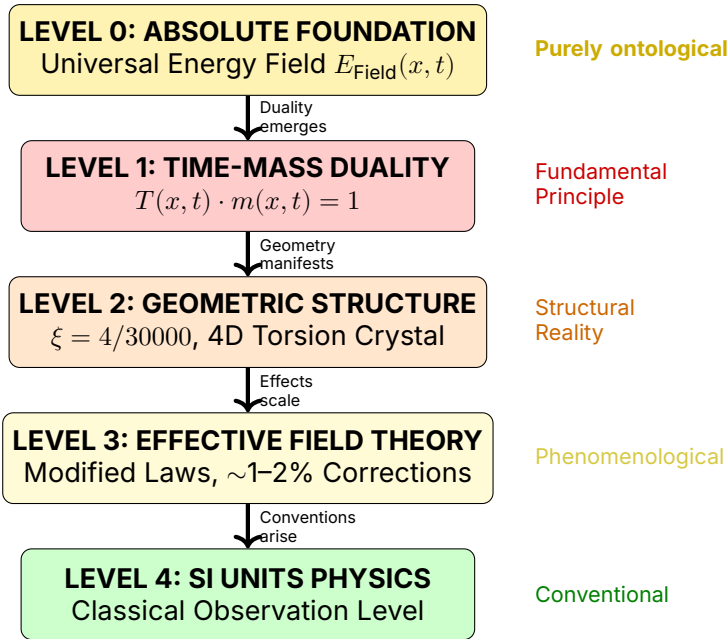 LEVEL 0: ABSOLUTE FOUNDATION
Universal Energy Field E_Field(x, t)
Purely ontological
Duality
emerges
LEVEL 1: TIME-MASS DUALITY
T(x, t) · m(x, t) = 1
Fundamental
Principle
Geometry
manifests
LEVEL 2: GEOMETRIC STRUCTURE
ξ = 4/30000, 4D Torsion Crystal
Structural
Reality
Effects
scale
LEVEL 3: EFFECTIVE FIELD THEORY
Modified Laws, ∼1–2% Corrections
Phenomenological
Conventions
arise
LEVEL 4: SI UNITS PHYSICS
Classical Observation Level
Conventional